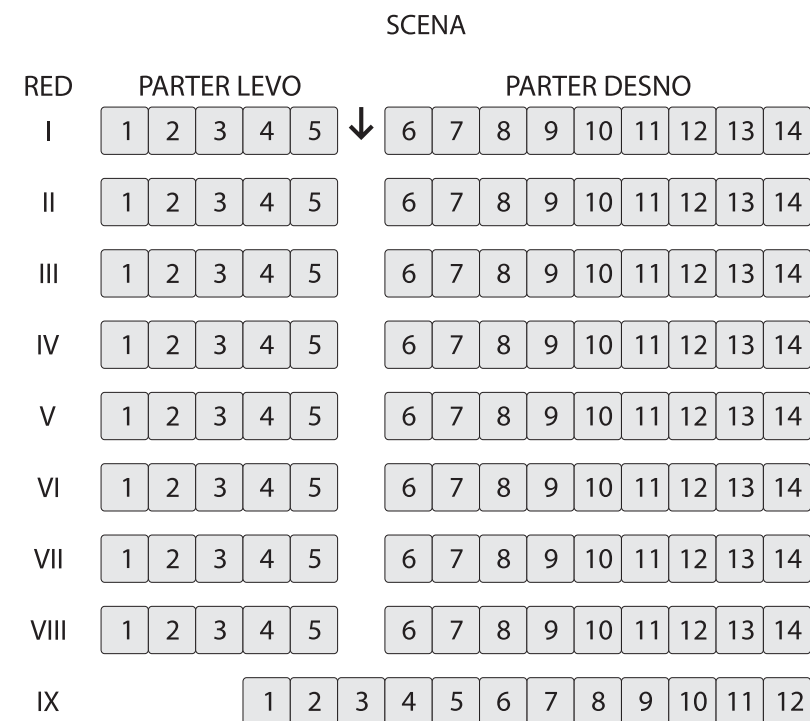 SCENA
RED PARTER LEVO PARTER DESNO
I 1 2 3 4 5 ↓ 6 7 8 9 10 11 12 13 14
II 1 2 3 4 5 6 7 8 9 10 11 12 13 14
III 1 2 3 4 5 6 7 8 9 10 11 12 13 14
IV 1 2 3 4 5 6 7 8 9 10 11 12 13 14
V 1 2 3 4 5 6 7 8 9 10 11 12 13 14
VI 1 2 3 4 5 6 7 8 9 10 11 12 13 14
VII 1 2 3 4 5 6 7 8 9 10 11 12 13 14
VIII 1 2 3 4 5 6 7 8 9 10 11 12 13 14
IX 1 2 3 4 5 6 7 8 9 10 11 12